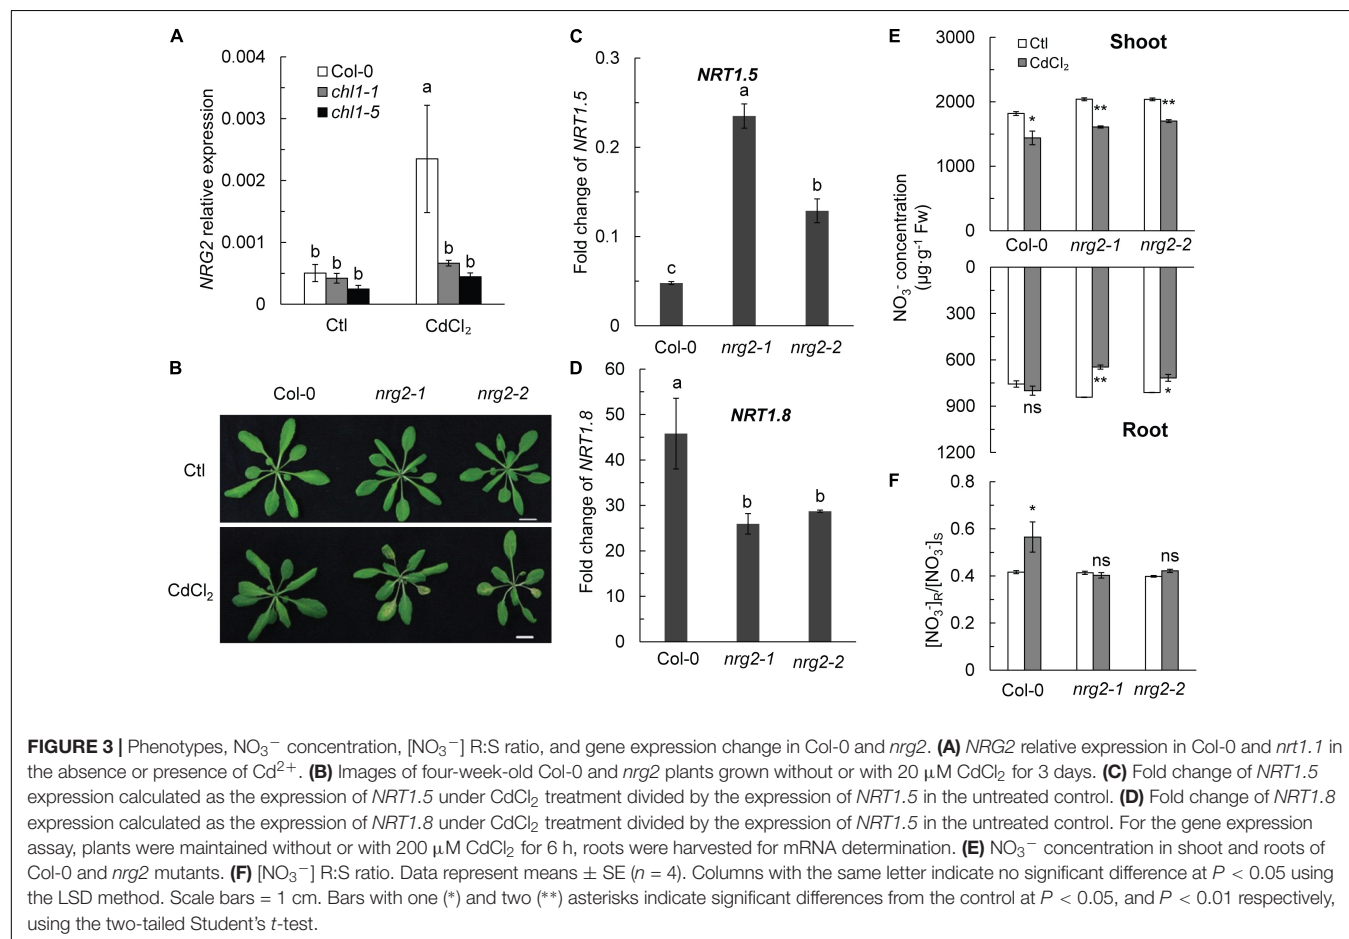 A
NRG2 relative expression
0.004
0.003
0.002
0.001
0
Col-0
chl1-1
chl1-5
a
b b b
b b
Ctl CdCl2
B
Col-0 nrg2-1 nrg2-2
Ctl
CdCl2
C
Fold change of NRT1.5
0.3
0.2
0.1
0
NRT1.5
a
b
c
Col-0 nrg2-1 nrg2-2
D
Fold change of NRT1.8
60
50
40
30
20
10
0
NRT1.8
a
b b
Col-0 nrg2-1 nrg2-2
E
NO3- concentration
(µg·g-1 Fw)
3000
2000
1000
0
Ctl
CdCl2
Shoot
* ** **
Col-0 nrg2-1 nrg2-2
0
300
600
900
1200
ns ** *
Root
F
[NO3-]R/[NO3-]S
0.8
0.6
0.4
0.2
0
* ns ns
Col-0 nrg2-1 nrg2-2
FIGURE 3 | Phenotypes, NO3− concentration, [NO3−] R:S ratio, and gene expression change in Col-0 and nrg2. (A) NRG2 relative expression in Col-0 and nrt1.1 in
the absence or presence of Cd2+. (B) Images of four-week-old Col-0 and nrg2 plants grown without or with 20 μM CdCl2 for 3 days. (C) Fold change of NRT1.5
expression calculated as the expression of NRT1.5 under CdCl2 treatment divided by the expression of NRT1.5 in the untreated control. (D) Fold change of NRT1.8
expression calculated as the expression of NRT1.8 under CdCl2 treatment divided by the expression of NRT1.5 in the untreated control. For the gene expression
assay, plants were maintained without or with 200 μM CdCl2 for 6 h, roots were harvested for mRNA determination. (E) NO3− concentration in shoot and roots of
Col-0 and nrg2 mutants. (F) [NO3−] R:S ratio. Data represent means ± SE (n = 4). Columns with the same letter indicate no significant difference at P < 0.05 using
the LSD method. Scale bars = 1 cm. Bars with one (*) and two (**) asterisks indicate significant differences from the control at P < 0.05, and P < 0.01 respectively,
using the two-tailed Student's t-test.